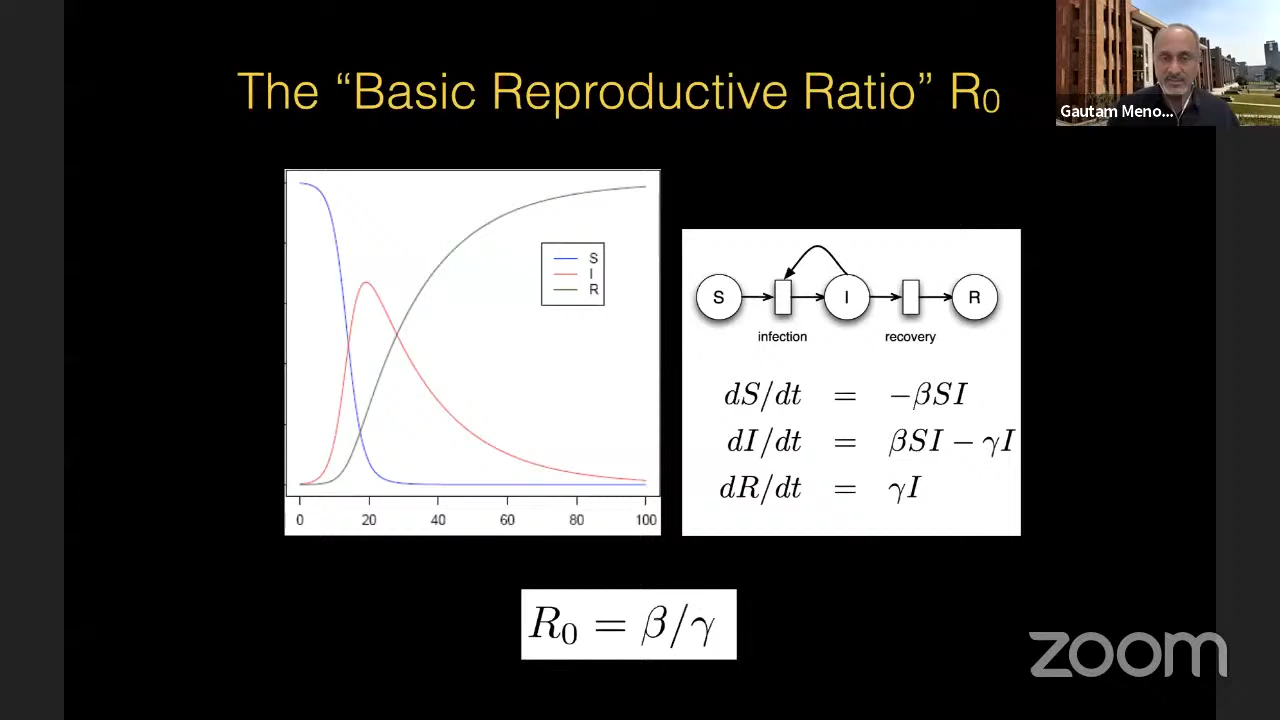 The “Basic Reproductive Ratio” R₀
Gautam Meno...
S
I
R
0 20 40 60 80 100
S I R
infection recovery
dS/dt = −βSI
dI/dt = βSI − γI
dR/dt = γI
R₀ = β/γ
zoom